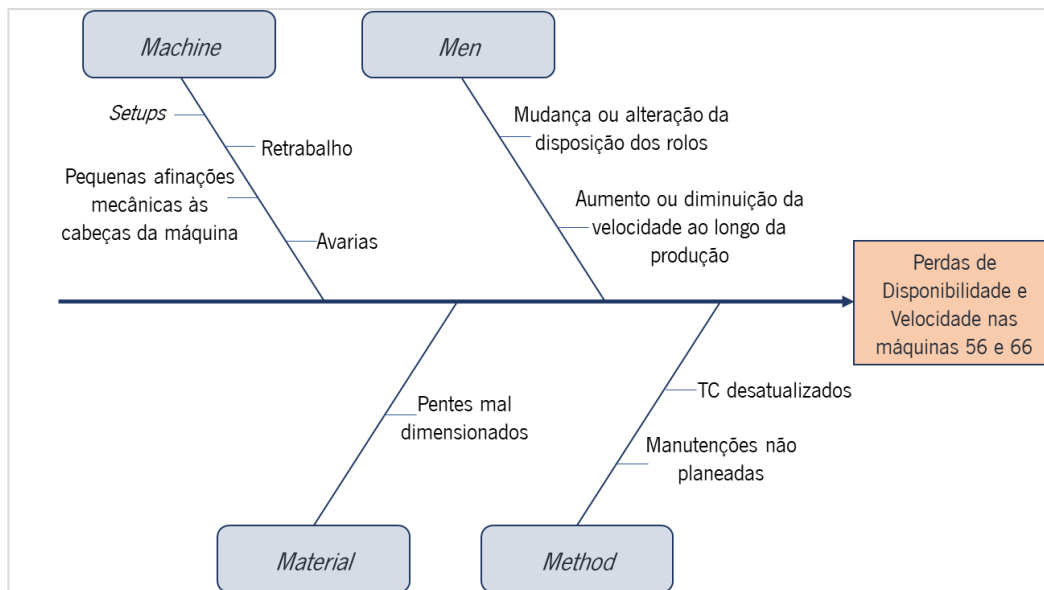 Machine
Men
Setups
Retrabalho
Pequenas afinações
mecânicas às
cabeças da máquina
Avarias
Mudança ou alteração da
disposição dos rolos
Aumento ou diminuição da
velocidade ao longo da
produção
Perdas de
Disponibilidade e
Velocidade nas
máquinas 56 e 66
Pentes mal
dimensionados
TC desatualizados
Manutenções não
planeadas
Material
Method